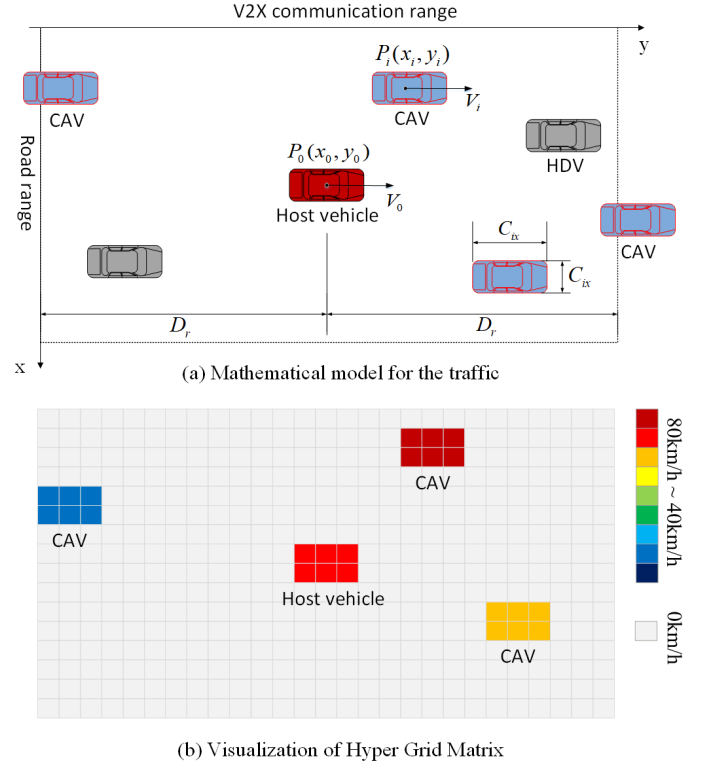 V2X communication range
y
P_i(x_i, y_i)
CAV
CAV
V_i
Road range
P_0(x_0, y_0)
HDV
Host vehicle
V_0
C_ix
CAV
C_ix
D_r
D_r
x
(a) Mathematical model for the traffic
CAV
CAV
Host vehicle
CAV
80km/h ~ 40km/h
0km/h
(b) Visualization of Hyper Grid Matrix